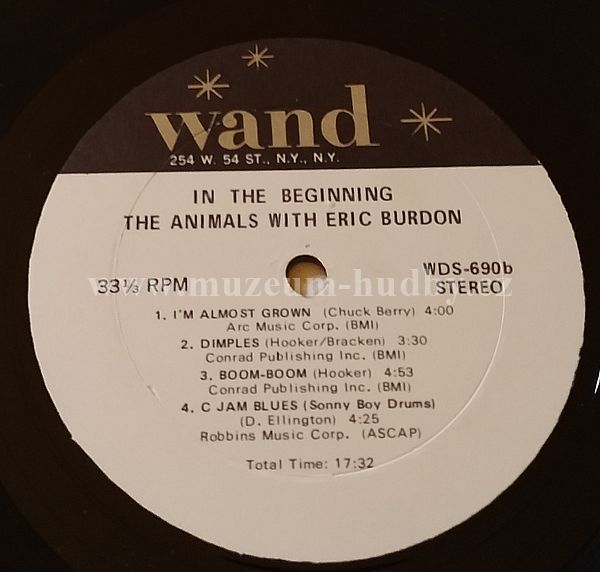 wand
254 W. 54 ST., N.Y., N.Y.
IN THE BEGINNING
THE ANIMALS WITH ERIC BURDON
www.muzeum-hudby.cz
33⅓ RPM
WDS-690b
STEREO
1. I'M ALMOST GROWN (Chuck Berry) 4:00
Arc Music Corp. (BMI)
2. DIMPLES (Hooker/Bracken) 3:30
Conrad Publishing Inc. (BMI)
3. BOOM-BOOM (Hooker) 4:53
Conrad Publishing Inc. (BMI)
4. C JAM BLUES (Sonny Boy Drums)
(D. Ellington) 4:25
Robbins Music Corp. (ASCAP)
Total Time: 17:32